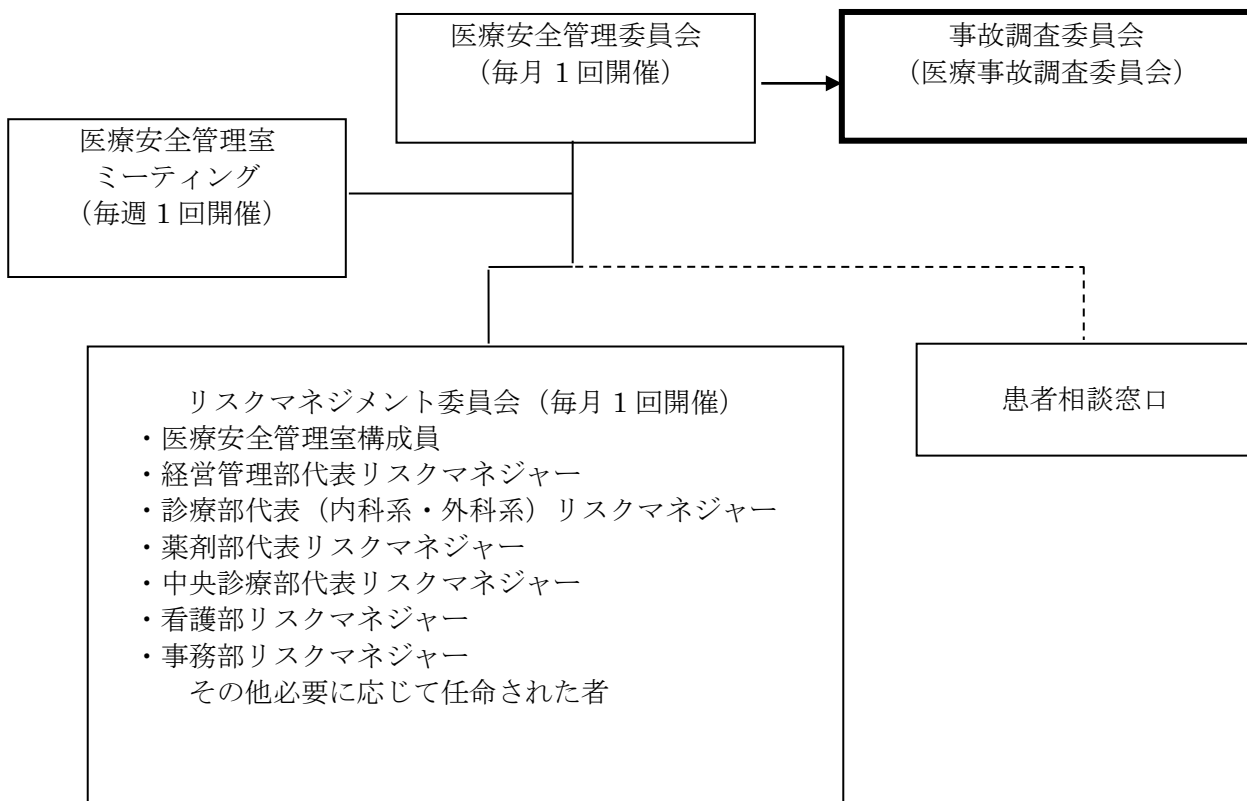 医療安全管理委員会
（毎月１回開催）
事故調査委員会
（医療事故調査委員会）
医療安全管理室
ミーティング
（毎週１回開催）
リスクマネジメント委員会（毎月１回開催）
・医療安全管理室構成員
・経営管理部代表リスクマネジャー
・診療部代表（内科系・外科系）リスクマネジャー
・薬剤部代表リスクマネジャー
・中央診療部代表リスクマネジャー
・看護部リスクマネジャー
・事務部リスクマネジャー
その他必要に応じて任命された者
患者相談窓口